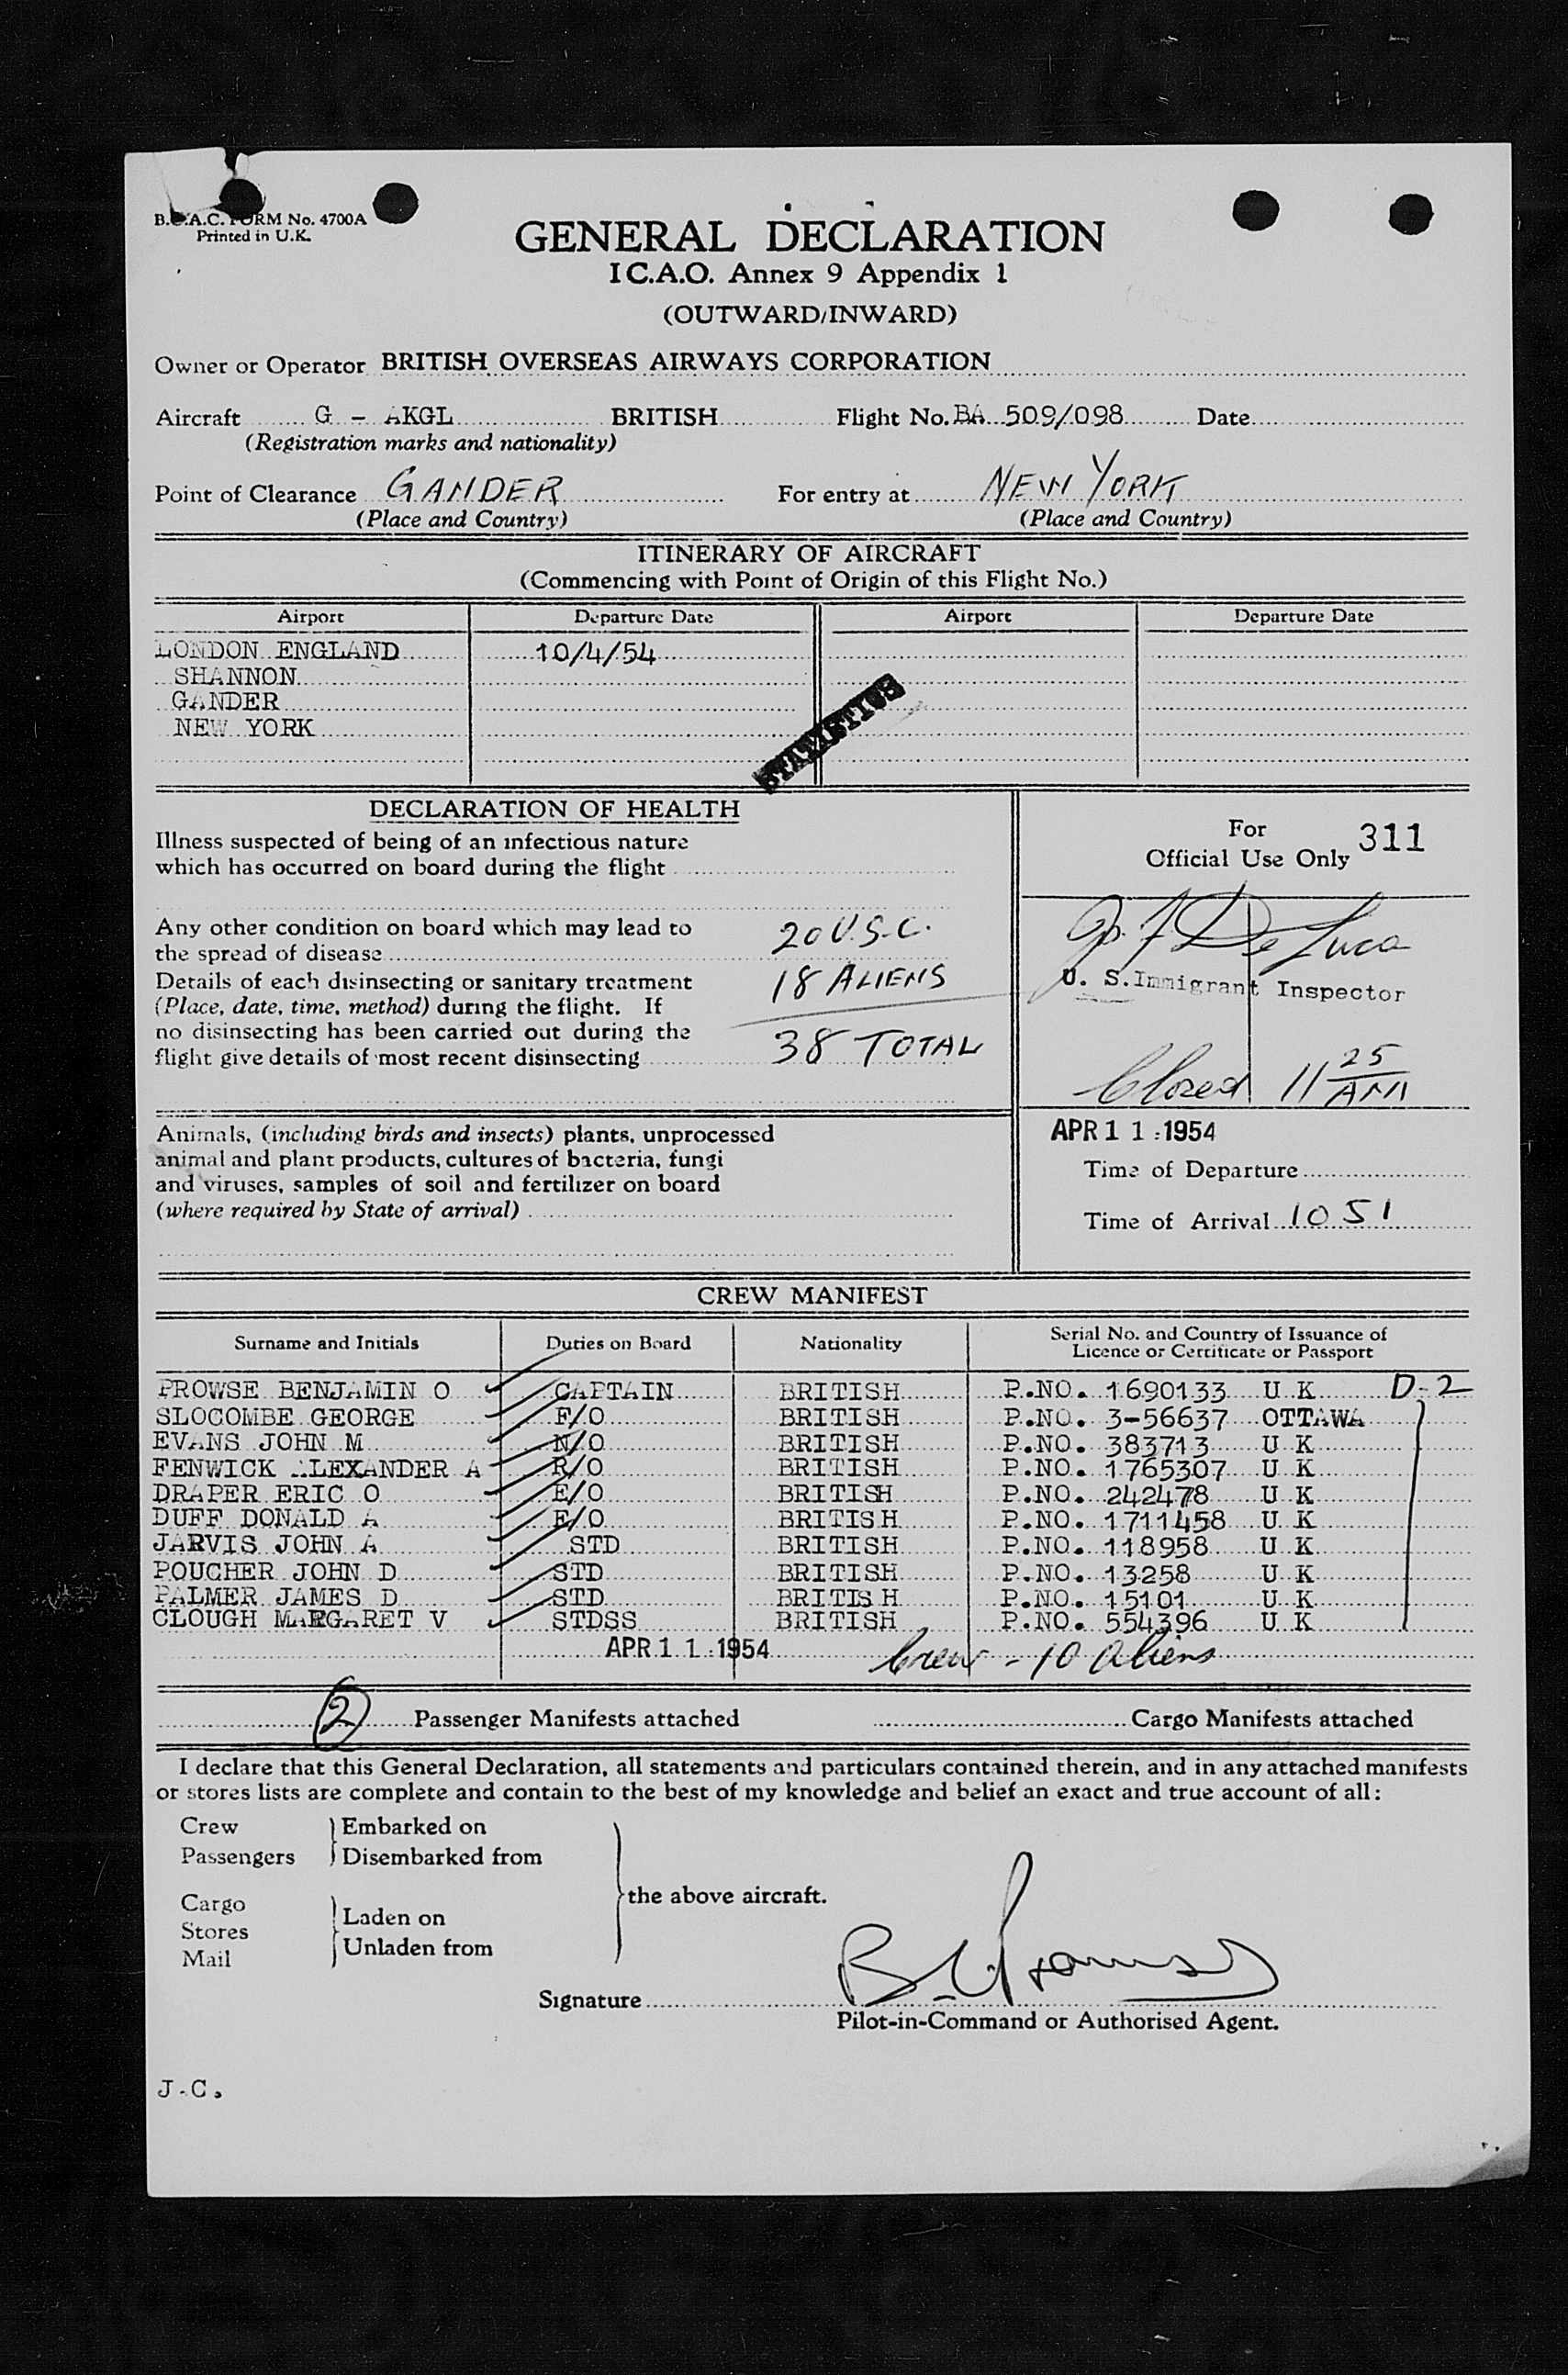 B.O.A.C. FORM No. 4700A
Printed in U.K.
GENERAL DECLARATION
I C.A.O. Annex 9 Appendix 1
(OUTWARD/INWARD)
Owner or Operator BRITISH OVERSEAS AIRWAYS CORPORATION
Aircraft G - AKGL BRITISH Flight No. BA 509/098 Date
(Registration marks and nationality)
Point of Clearance GANDER For entry at NEW YORK
(Place and Country) (Place and Country)
ITINERARY OF AIRCRAFT
(Commencing with Point of Origin of this Flight No.)
Airport Departure Date Airport Departure Date
LONDON ENGLAND 10/4/54
SHANNON
GANDER
NEW YORK
STATISTICS
DECLARATION OF HEALTH
Illness suspected of being of an infectious nature
which has occurred on board during the flight
For 311
Official Use Only
Any other condition on board which may lead to
the spread of disease
20 U.S.C.
Details of each disinsecting or sanitary treatment
(Place, date, time, method) during the flight. If
no disinsecting has been carried out during the
flight give details of most recent disinsecting
18 ALIENS
38 TOTAL
De Luca
U. S. Immigrant Inspector
Closed 11 25 AM
Animals, (including birds and insects) plants, unprocessed
animal and plant products, cultures of bacteria, fungi
and viruses, samples of soil and fertilizer on board
(where required by State of arrival)
APR 1 1 1954
Time of Departure
Time of Arrival 1051
CREW MANIFEST
Surname and Initials Duties on Board Nationality Serial No. and Country of Issuance of
Licence or Certificate or Passport
PROWSE BENJAMIN O CAPTAIN BRITISH P.NO. 1690133 U K D-2
SLOCOMBE GEORGE F/O BRITISH P.NO. 3-56637 OTTAWA
EVANS JOHN M N/O BRITISH P.NO. 383713 U K
FENWICK ALEXANDER A R/O BRITISH P.NO. 1765307 U K
DRAPER ERIC O E/O BRITISH P.NO. 242478 U K
DUFF DONALD A E/O BRITISH P.NO. 1711458 U K
JARVIS JOHN A STD BRITISH P.NO. 118958 U K
POUCHER JOHN D STD BRITISH P.NO. 13258 U K
PALMER JAMES D STD BRITISH P.NO. 15101 U K
CLOUGH MARGARET V STDSS BRITISH P.NO. 554396 U K
APR 1 1 1954 Crew - 10 Aliens
2 Passenger Manifests attached Cargo Manifests attached
I declare that this General Declaration, all statements and particulars contained therein, and in any attached manifests
or stores lists are complete and contain to the best of my knowledge and belief an exact and true account of all:
Crew Embarked on
Passengers Disembarked from
the above aircraft.
Cargo
Stores Laden on
Mail Unladen from
Signature
Pilot-in-Command or Authorised Agent.
J.C.